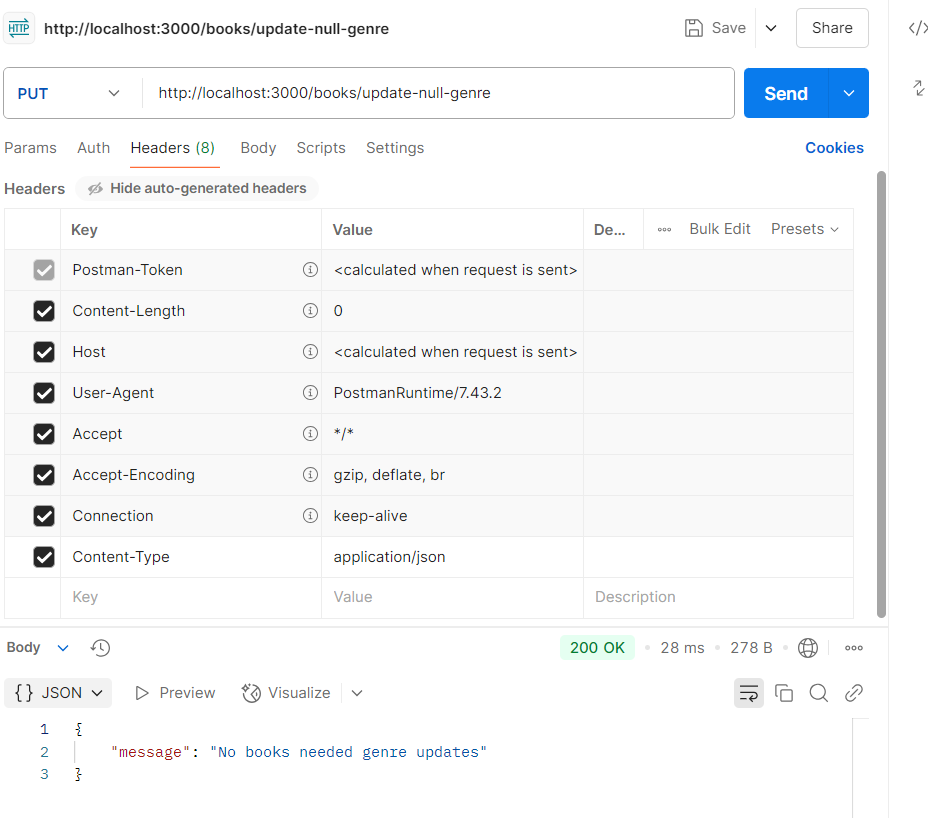 HTTP http://localhost:3000/books/update-null-genre Save Share
PUT http://localhost:3000/books/update-null-genre Send
Params Auth Headers (8) Body Scripts Settings Cookies
Headers Hide auto-generated headers
Key Value De... Bulk Edit Presets
Postman-Token <calculated when request is sent>
Content-Length 0
Host <calculated when request is sent>
User-Agent PostmanRuntime/7.43.2
Accept */*
Accept-Encoding gzip, deflate, br
Connection keep-alive
Content-Type application/json
Key Value Description
Body 200 OK 28 ms 278 B
{} JSON Preview Visualize
1 {
2 "message": "No books needed genre updates"
3 }